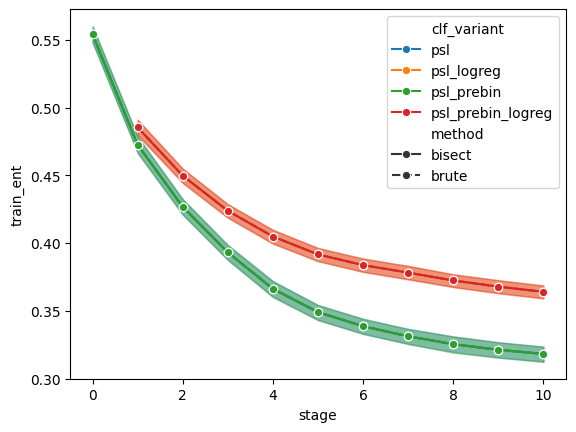 clf_variant
psl
psl_logreg
psl_prebin
psl_prebin_logreg
method
bisect
brute
train_ent
0.55
0.50
0.45
0.40
0.35
0.30
0 2 4 6 8 10
stage